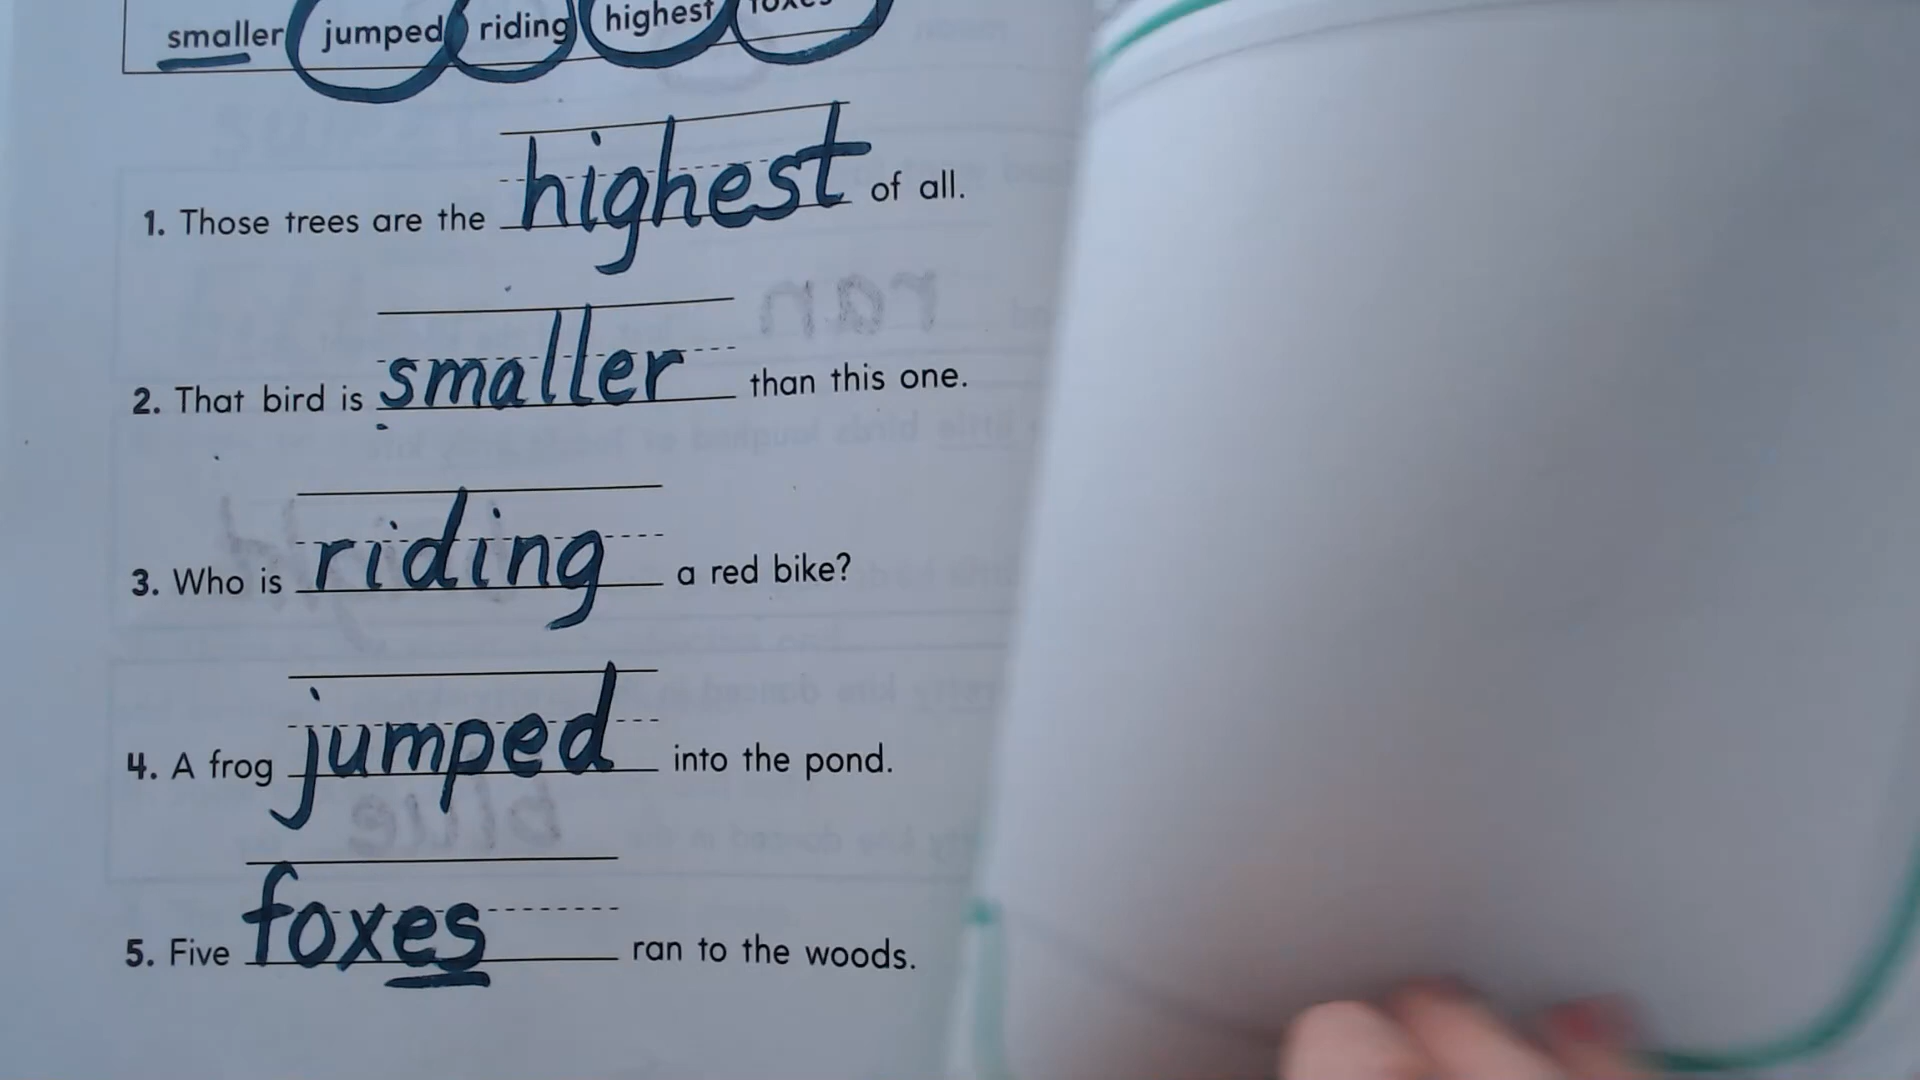 smaller jumped riding highest foxes
1. Those trees are the highest of all.
2. That bird is smaller than this one.
3. Who is riding a red bike?
4. A frog jumped into the pond.
5. Five foxes ran to the woods.